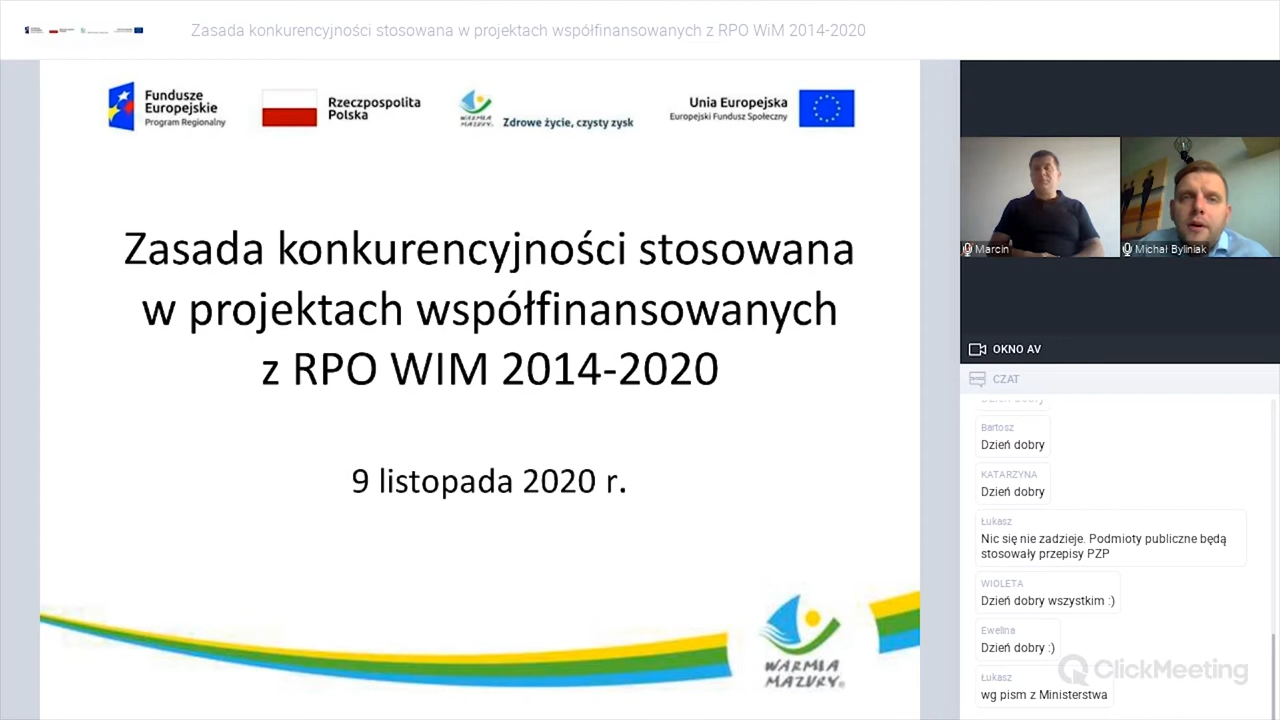 Zasada konkurencyjności stosowana w projektach współfinansowanych z RPO WiM 2014-2020
Fundusze
Europejskie
Program Regionalny
Rzeczpospolita
Polska
WARMIA
MAZURY
Zdrowe życie, czysty zysk
Unia Europejska
Europejski Fundusz Społeczny
Zasada konkurencyjności stosowana
w projektach współfinansowanych
z RPO WIM 2014-2020
9 listopada 2020 r.
WARMIA
MAZURY
Marcin
Michał Byliniak
OKNO AV
CZAT
Dzień dobry
Bartosz
Dzień dobry
KATARZYNA
Dzień dobry
Łukasz
Nic się nie zadzieje. Podmioty publiczne będą
stosowały przepisy PZP
WIOLETA
Dzień dobry wszystkim :)
Ewelina
Dzień dobry :)
Łukasz
wg pism z Ministerstwa
ClickMeeting